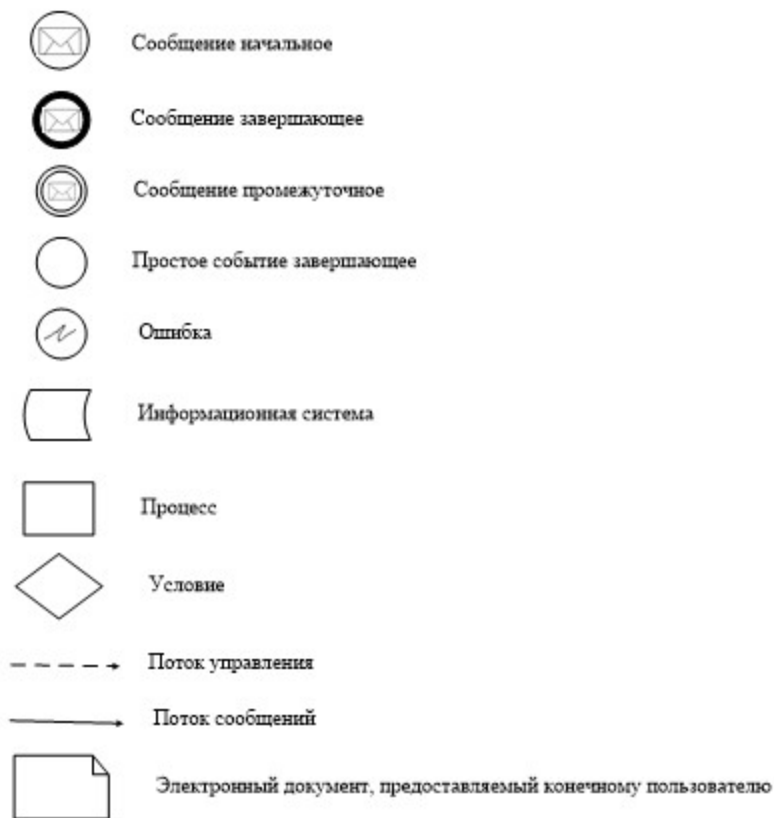 Сообщение начальное
Сообщение завершающее
Сообщение промежуточное
Простое событие завершающее
Ошибка
Информационная система
Процесс
Условие
Поток управления
Поток сообщений
Электронный документ, предоставляемый конечному пользователю